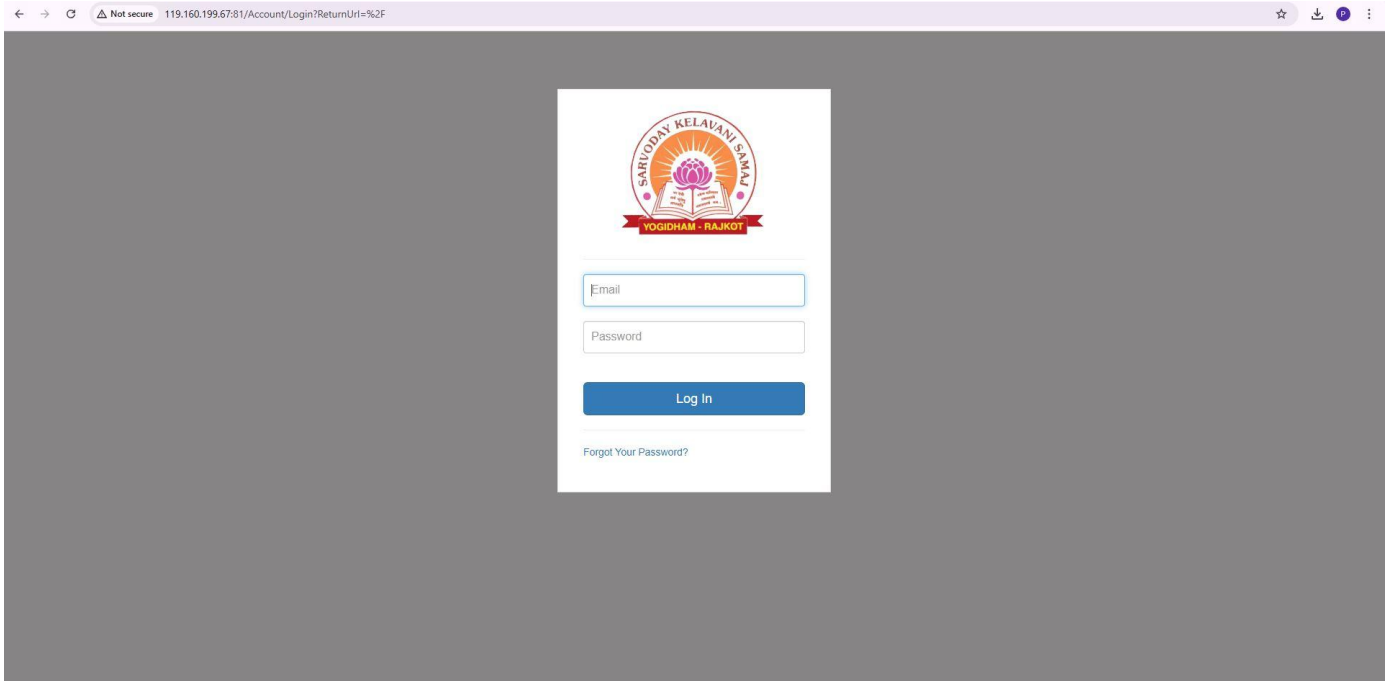 Not secure 119.160.199.67:81/Account/Login?ReturnUrl=%2F
P
SARVODAY KELAVANI SAMAJ
YOGIDHAM - RAJKOT
Email
Password
Log In
Forgot Your Password?